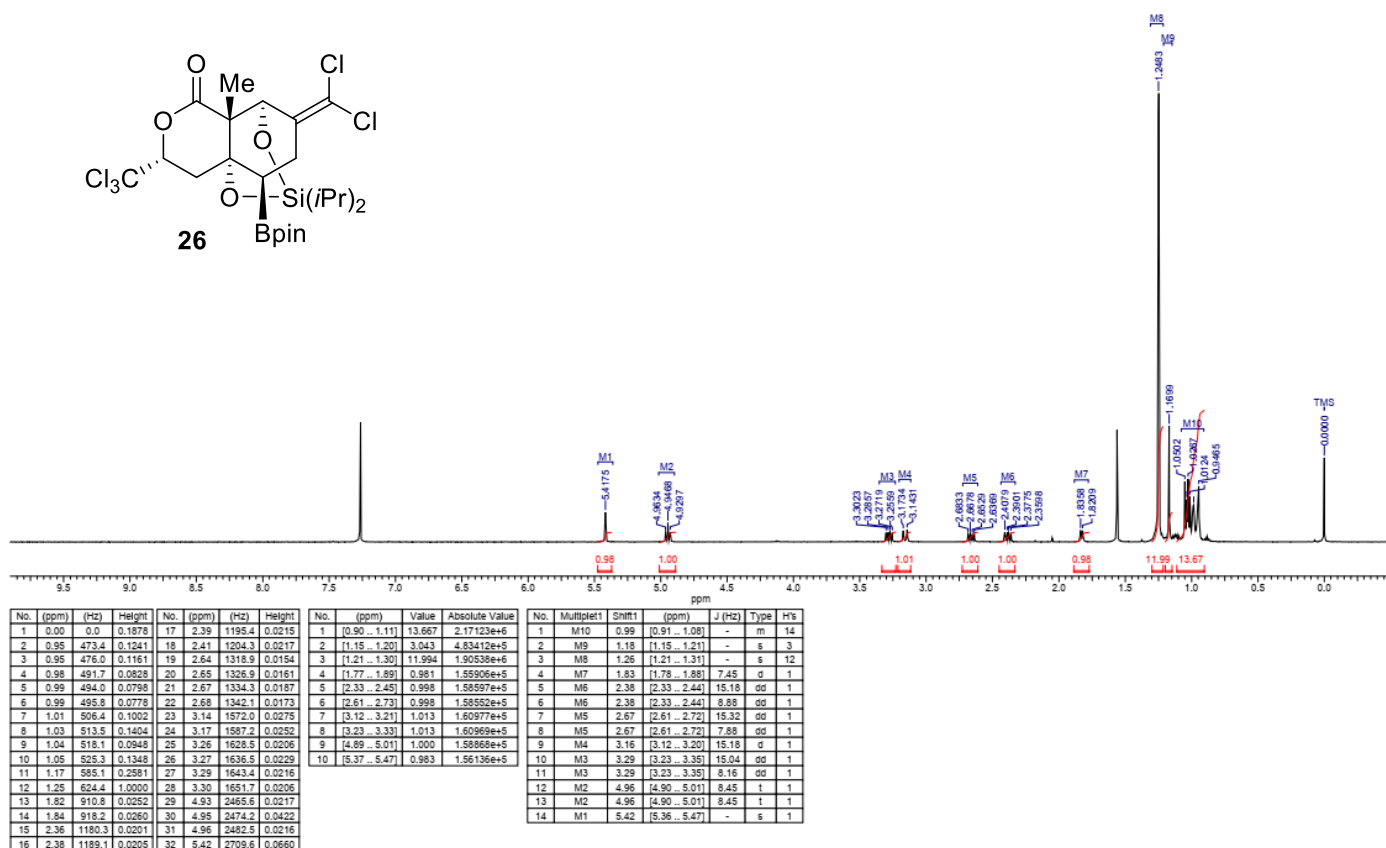 M8
M9
1.2483
O
Me
Cl
Cl
O
O
Cl3C
O
Si(iPr)2
Bpin
26
1.1699
TMS
0.0000
M10
1.0502
1.0267
1.0124
0.9465
M1
5.4175
M2
4.9634
4.9468
4.9297
M3
3.3023
3.2857
3.2719
3.2559
M4
3.1734
3.1431
M5
2.6833
2.6678
2.6529
2.6369
M6
2.4079
2.3901
2.3775
2.3598
M7
1.8358
1.8209
0.98 1.00 1.01 1.00 1.00 0.98 11.99 13.67
9.5 9.0 8.5 8.0 7.5 7.0 6.5 6.0 5.5 5.0 4.5 4.0 3.5 3.0 2.5 2.0 1.5 1.0 0.5 0.0
ppm
No. (ppm) (Hz) Height
1 0.00 0.0 0.1878
2 0.95 473.4 0.1241
3 0.95 476.0 0.1161
4 0.98 491.7 0.0828
5 0.99 494.0 0.0798
6 0.99 495.8 0.0778
7 1.01 506.4 0.1002
8 1.03 513.5 0.1404
9 1.04 518.1 0.0948
10 1.05 525.3 0.1348
11 1.17 585.1 0.2581
12 1.25 624.4 1.0000
13 1.82 910.8 0.0252
14 1.84 918.2 0.0260
15 2.36 1180.3 0.0201
16 2.38 1189.1 0.0205
No. (ppm) (Hz) Height
17 2.39 1195.4 0.0215
18 2.41 1204.3 0.0217
19 2.64 1318.9 0.0154
20 2.65 1326.9 0.0161
21 2.67 1334.3 0.0187
22 2.68 1342.1 0.0173
23 3.14 1572.0 0.0275
24 3.17 1587.2 0.0252
25 3.26 1628.5 0.0206
26 3.27 1636.5 0.0229
27 3.29 1643.4 0.0216
28 3.30 1651.7 0.0206
29 4.93 2465.6 0.0217
30 4.95 2474.2 0.0422
31 4.96 2482.5 0.0216
32 5.42 2709.6 0.0660
No. (ppm) Value Absolute Value
1 [0.90 .. 1.11] 13.667 2.17123e+6
2 [1.15 .. 1.20] 3.043 4.83412e+5
3 [1.21 .. 1.30] 11.994 1.90538e+6
4 [1.77 .. 1.89] 0.981 1.55906e+5
5 [2.33 .. 2.45] 0.998 1.58597e+5
6 [2.61 .. 2.73] 0.998 1.58552e+5
7 [3.12 .. 3.21] 1.013 1.60977e+5
8 [3.23 .. 3.33] 1.013 1.60969e+5
9 [4.89 .. 5.01] 1.000 1.58868e+5
10 [5.37 .. 5.47] 0.983 1.56136e+5
No. Multiplet1 Shift1 (ppm) J (Hz) Type H's
1 M10 0.99 [0.91 .. 1.08] - m 14
2 M9 1.18 [1.15 .. 1.21] - s 3
3 M8 1.26 [1.21 .. 1.31] - s 12
4 M7 1.83 [1.78 .. 1.88] 7.45 d 1
5 M6 2.38 [2.33 .. 2.44] 15.18 dd 1
6 M6 2.38 [2.33 .. 2.44] 8.88 dd 1
7 M5 2.67 [2.61 .. 2.72] 15.32 dd 1
8 M5 2.67 [2.61 .. 2.72] 7.88 dd 1
9 M4 3.16 [3.12 .. 3.20] 15.18 d 1
10 M3 3.29 [3.23 .. 3.35] 15.04 dd 1
11 M3 3.29 [3.23 .. 3.35] 8.16 dd 1
12 M2 4.96 [4.90 .. 5.01] 8.45 t 1
13 M2 4.96 [4.90 .. 5.01] 8.45 t 1
14 M1 5.42 [5.36 .. 5.47] - s 1